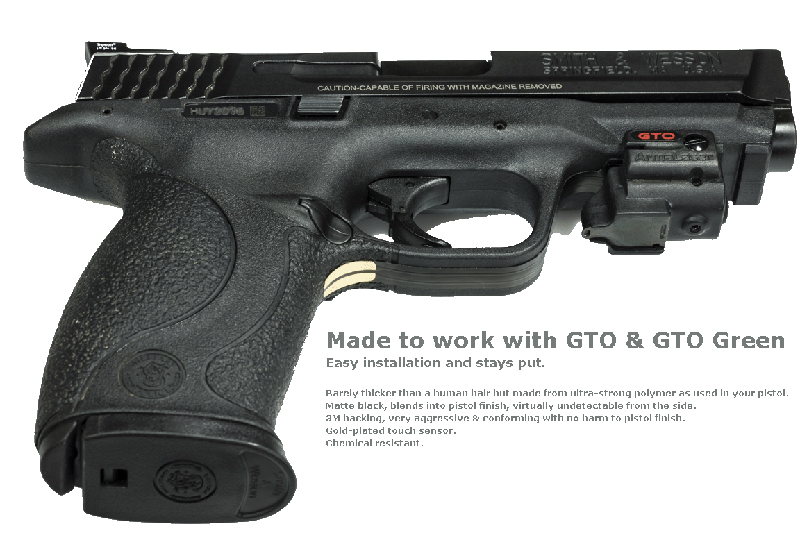 SMITH & WESSON
SPRINGFIELD, MA U.S.A.
CAUTION-CAPABLE OF FIRING WITH MAGAZINE REMOVED
GTO
ArmaLaser
Made to work with GTO & GTO Green
Easy installation and stays put.
Barely thicker than a human hair but made from ultra-strong polymer as used in your pistol.
Matte black, blends into pistol finish, virtually undetectable from the side.
3M backing, very aggressive & conforming with no harm to pistol finish.
Gold-plated touch sensor.
Chemical resistant.